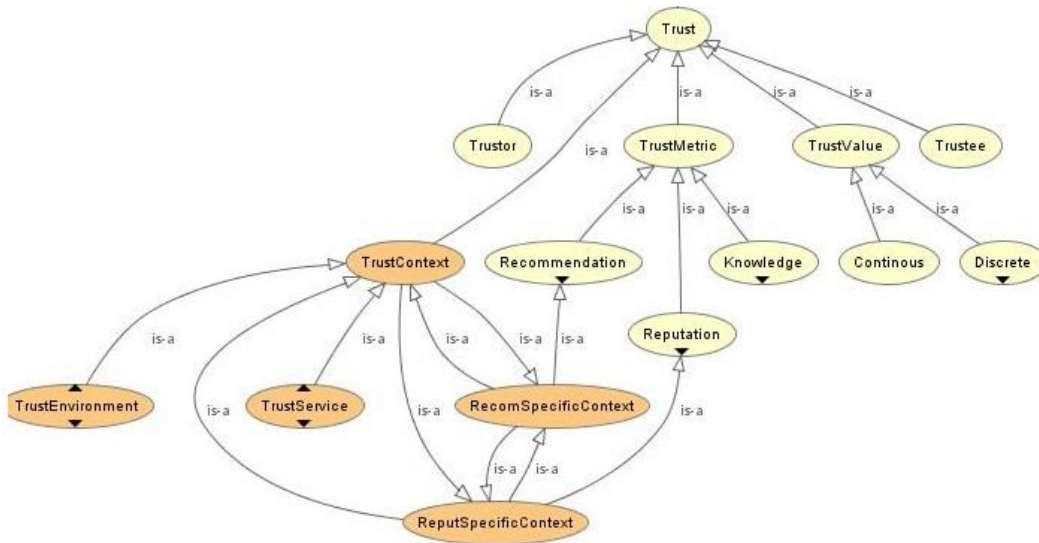 Trust
is-a
is-a
is-a
is-a
Trustor
is-a
TrustMetric
TrustValue
Trustee
is-a
is-a
is-a
is-a
is-a
TrustContext
Recommendation
Knowledge
Continous
Discrete
is-a
is-a
is-a
is-a
is-a
Reputation
TrustEnvironment
TrustService
RecomSpecificContext
is-a
is-a
is-a
is-a
is-a
ReputSpecificContext